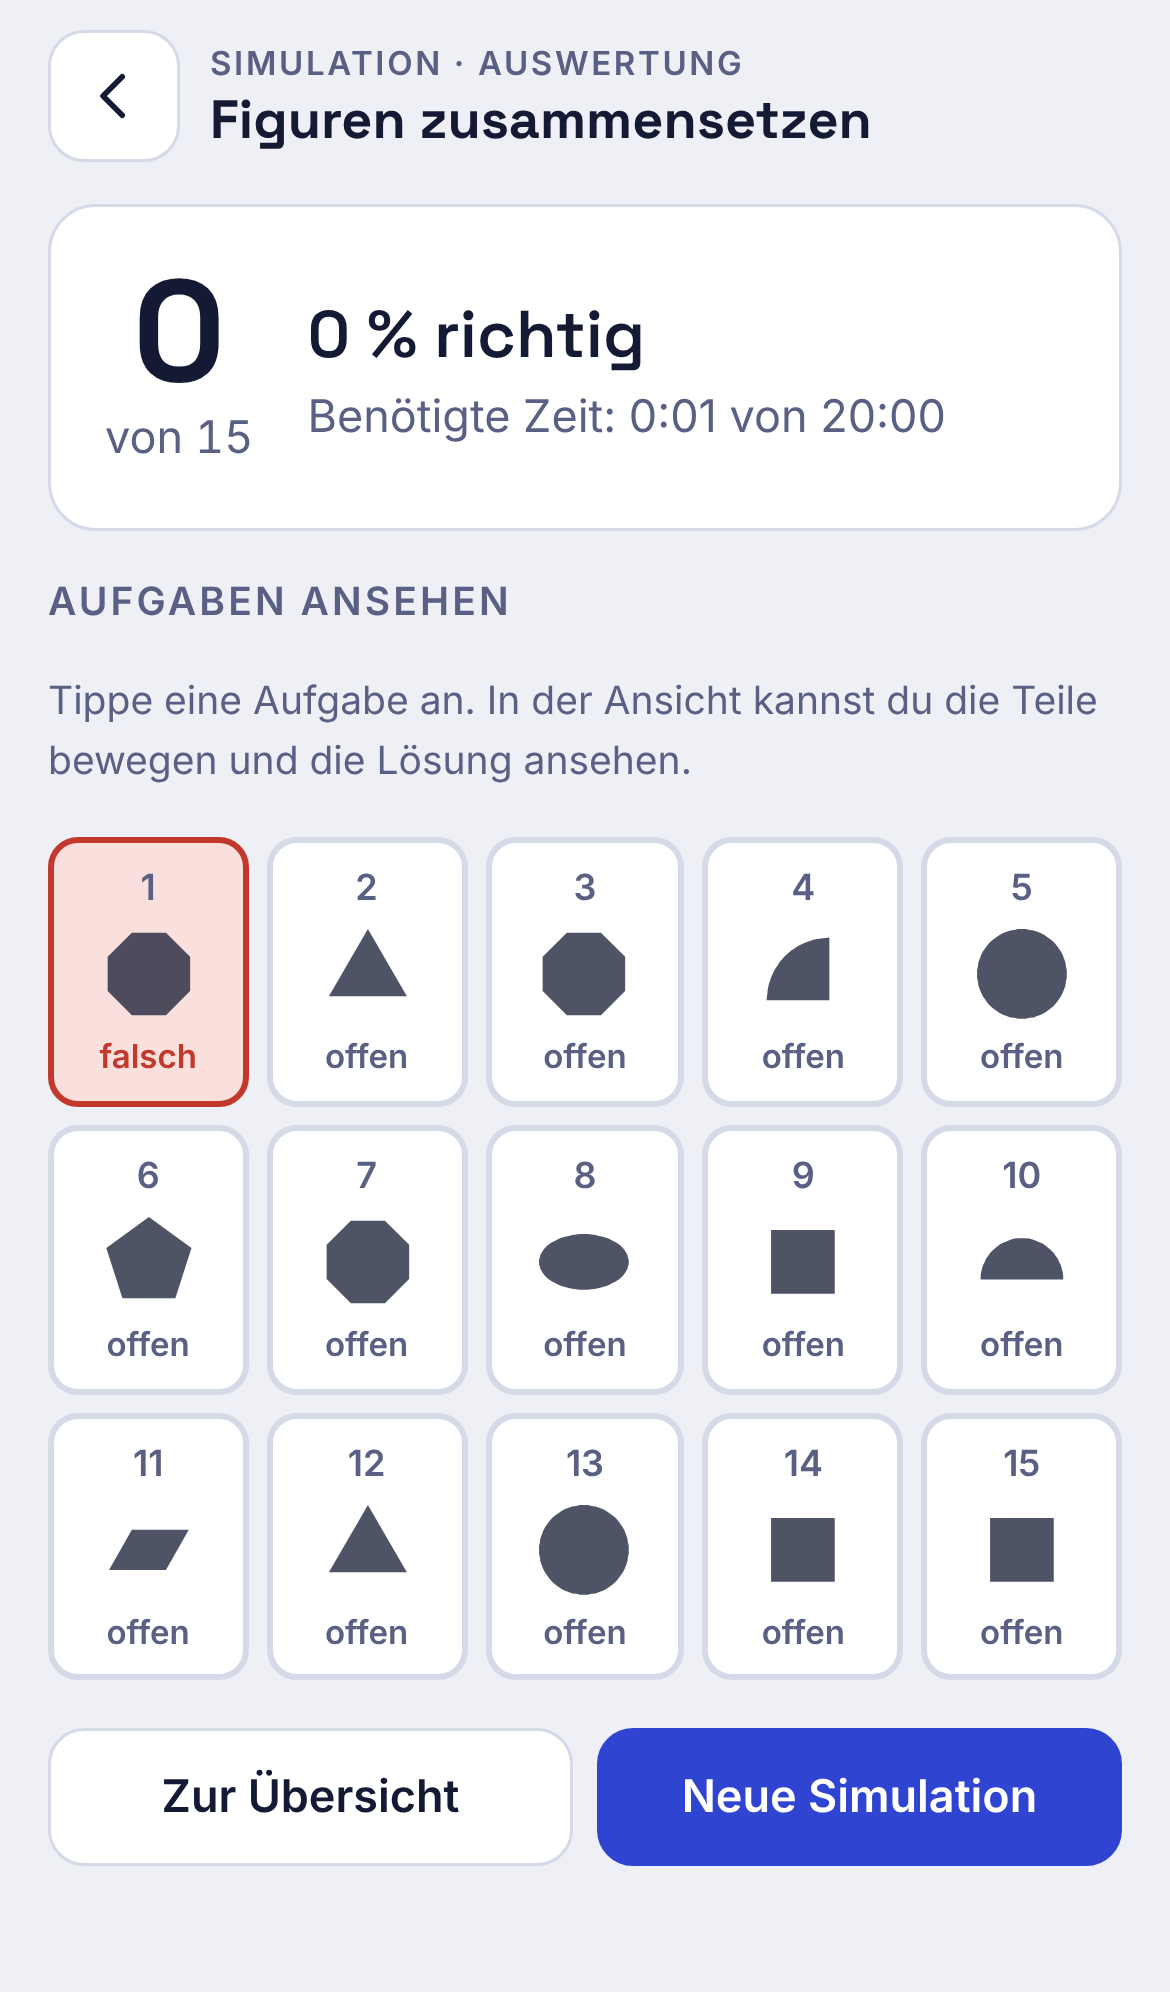 SIMULATION · AUSWERTUNG
Figuren zusammensetzen
0
von 15
0 % richtig
Benötigte Zeit: 0:01 von 20:00
AUFGABEN ANSEHEN
Tippe eine Aufgabe an. In der Ansicht kannst du die Teile
bewegen und die Lösung ansehen.
1 2 3 4 5
falsch offen offen offen offen
6 7 8 9 10
offen offen offen offen offen
11 12 13 14 15
offen offen offen offen offen
Zur Übersicht Neue Simulation